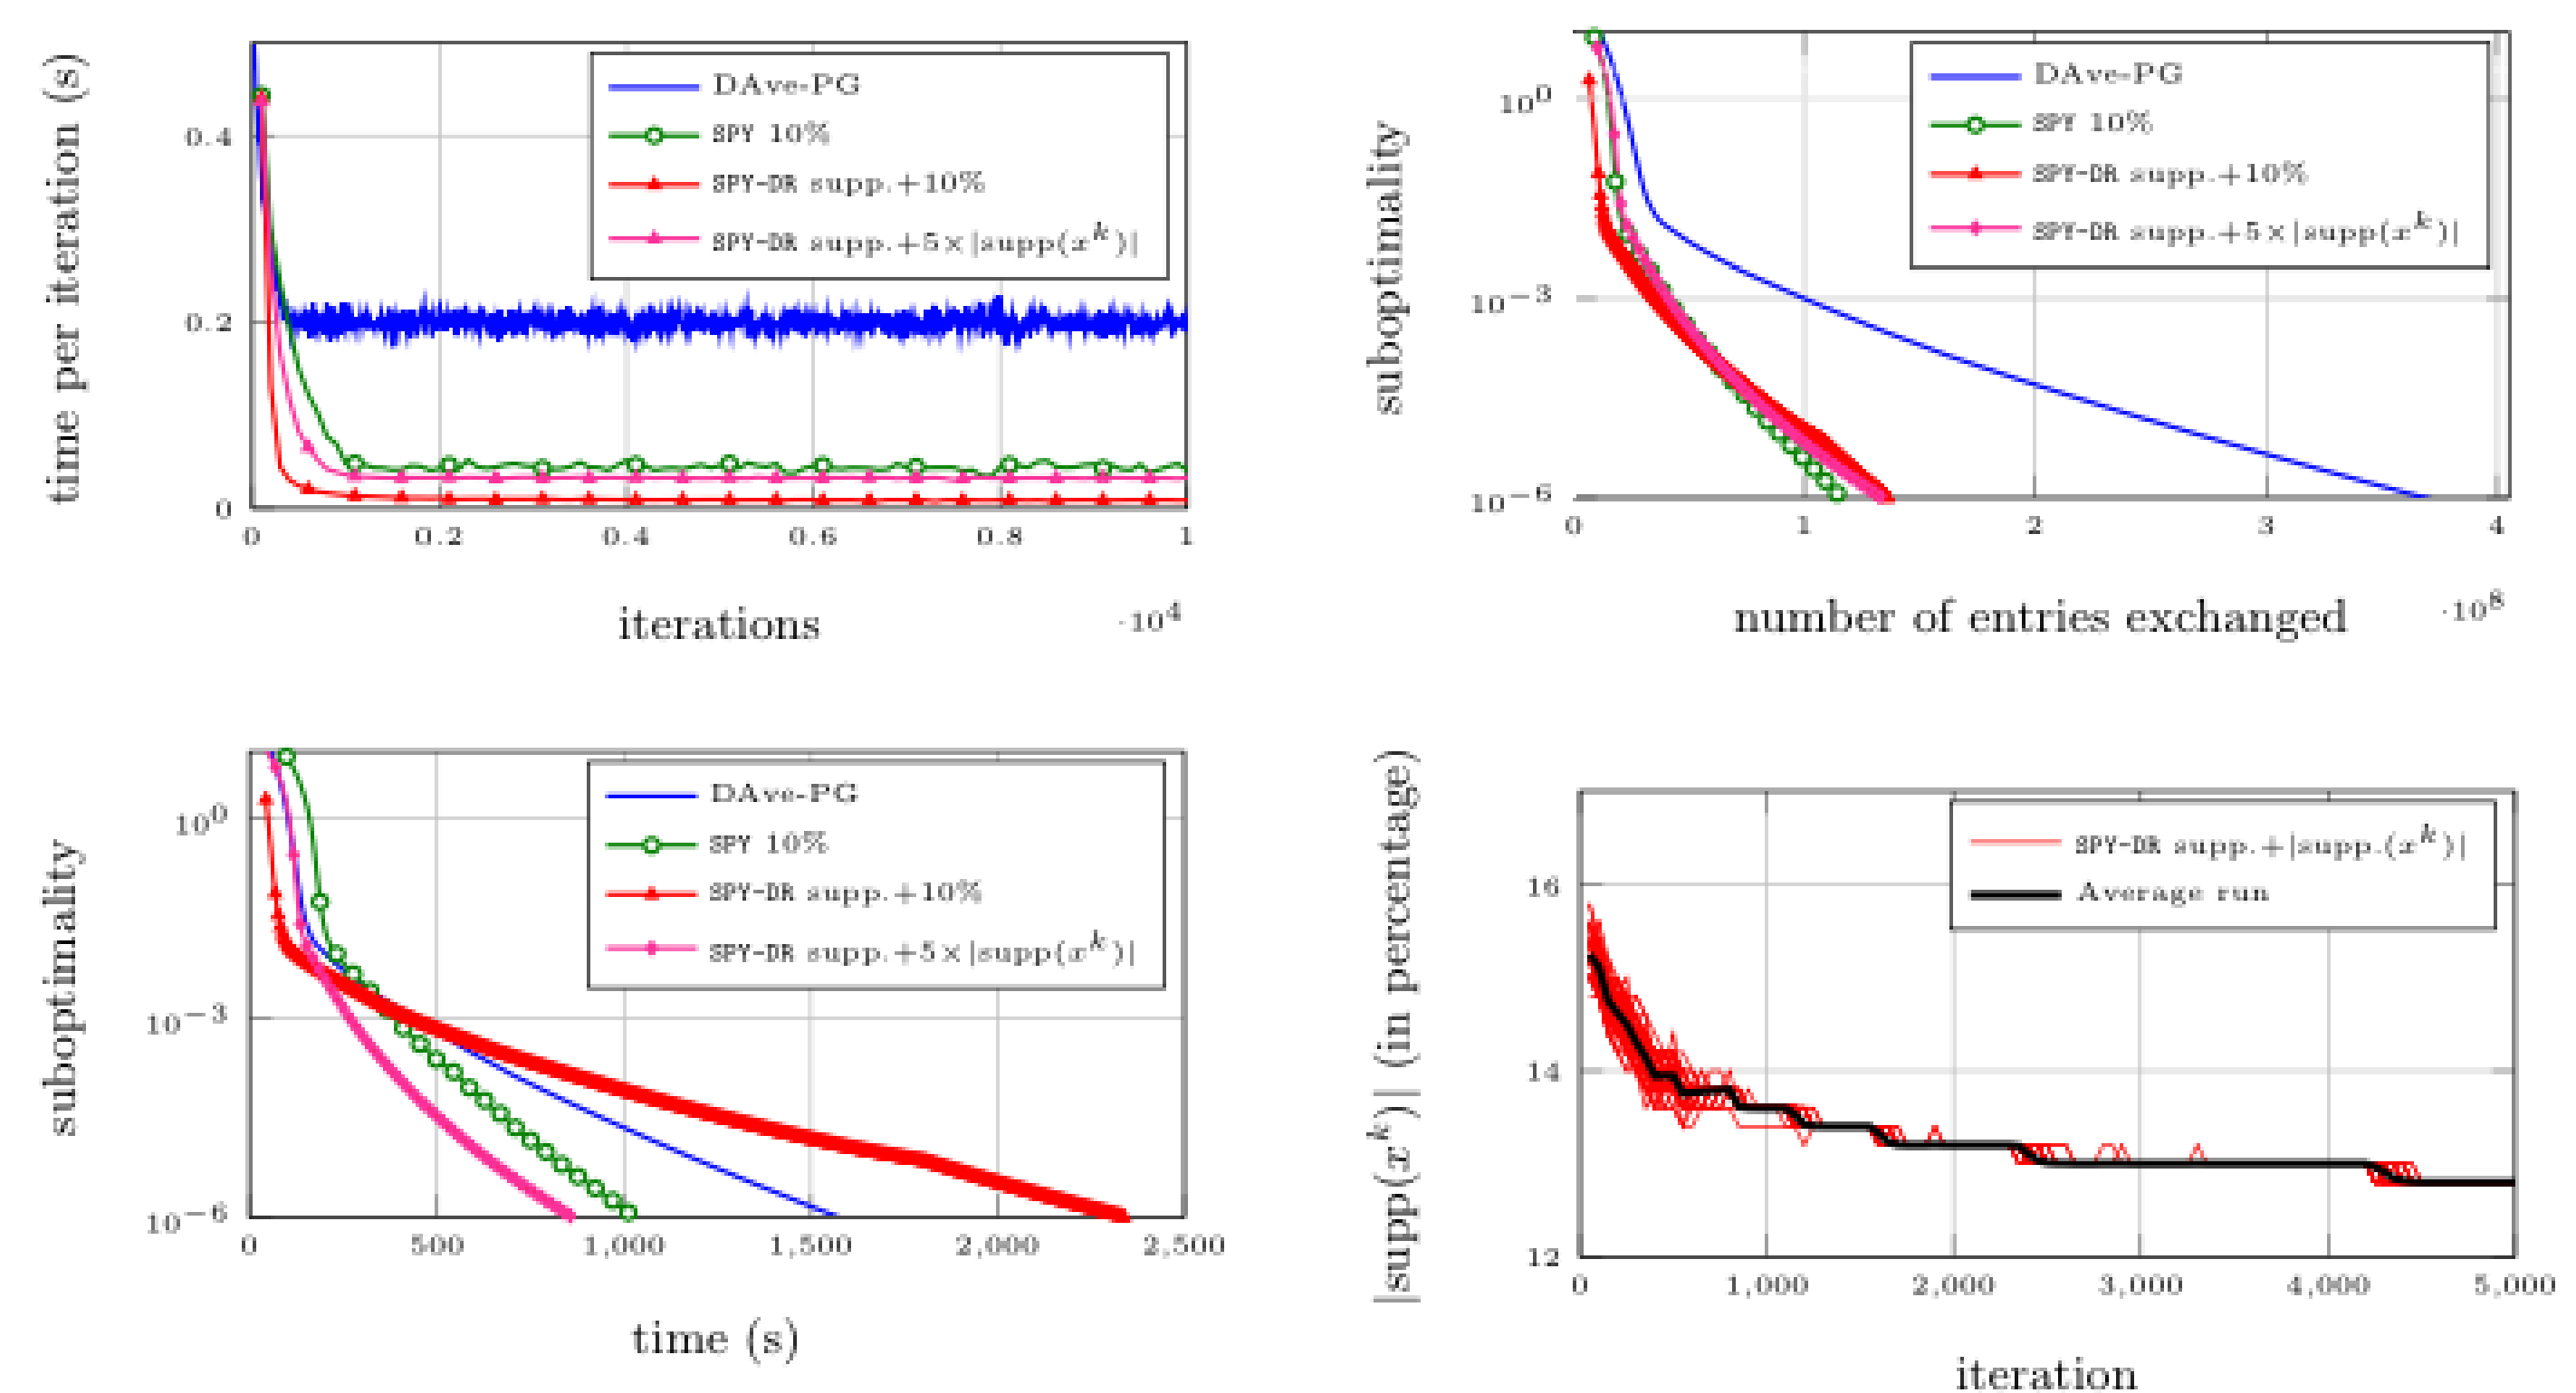 time per iteration (s)
0.4
0.2
0
DAve-PG
SPY 10%
SPY-DR supp.+10%
SPY-DR supp.+5×|supp(x^k)|
0 0.2 0.4 0.6 0.8 1
iterations ·10^4
suboptimality
10^0
10^−3
10^−6
DAve-PG
SPY 10%
SPY-DR supp.+10%
SPY-DR supp.+5×|supp(x^k)|
0 1 2 3 4
number of entries exchanged ·10^8
suboptimality
10^0
10^−3
10^−6
DAve-PG
SPY 10%
SPY-DR supp.+10%
SPY-DR supp.+5×|supp(x^k)|
0 500 1,000 1,500 2,000 2,500
time (s)
|supp(x^k)| (in percentage)
16
14
12
SPY-DR supp.+|supp.(x^k)|
Average run
0 1,000 2,000 3,000 4,000 5,000
iteration